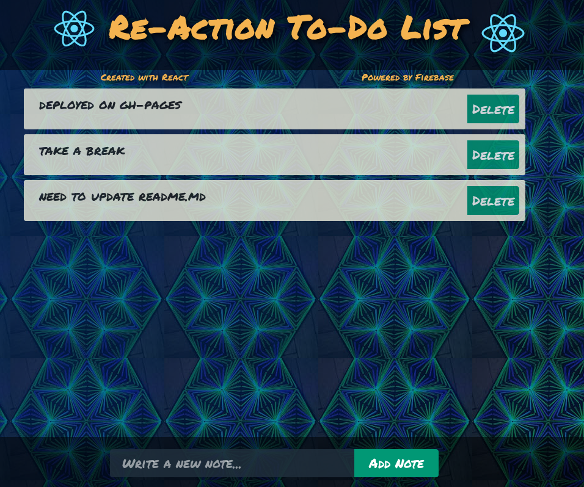 Re-Action To-Do List
Created with React
Powered by Firebase
deployed on gh-pages
Delete
take a break
Delete
need to update readme.md
Delete
Write a new note...
Add Note